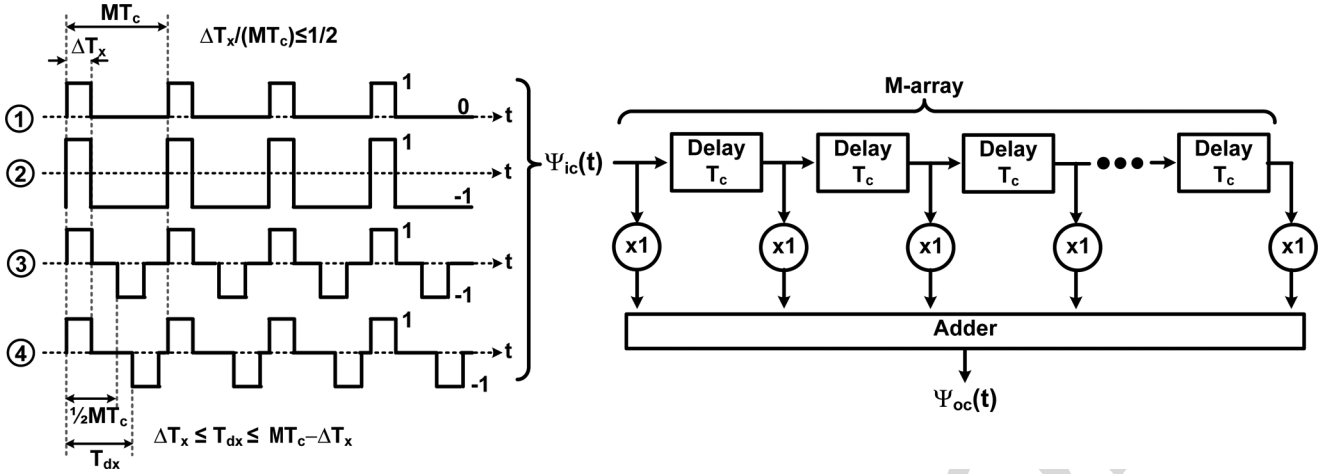 MTc
ΔTx
ΔTx/(MTc)≤1/2
① 1 0 t
② 1 -1 t
③ 1 -1 t
④ 1 -1 t
½MTc
Tdx
ΔTx ≤ Tdx ≤ MTc−ΔTx
Ψic(t)
M-array
Delay Tc
Delay Tc
Delay Tc
Delay Tc
x1 x1 x1 x1 x1
Adder
Ψoc(t)